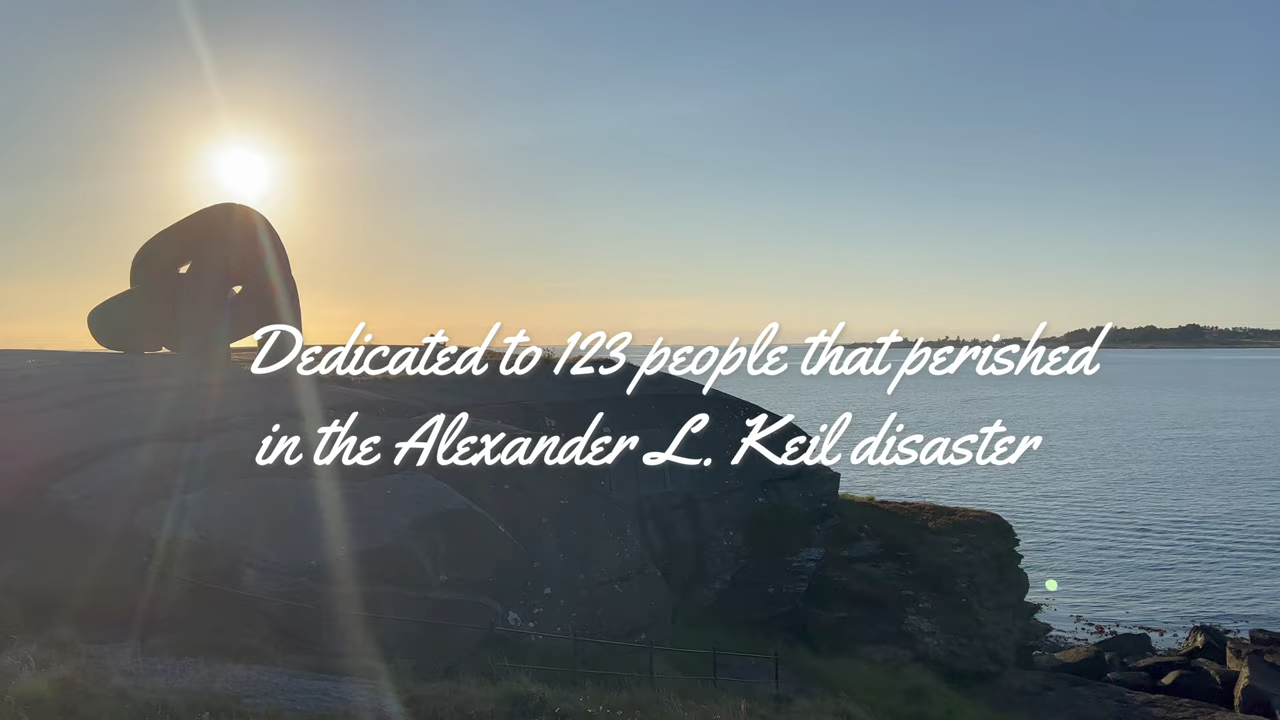 Dedicated to 123 people that perished
in the Alexander L. Keil disaster